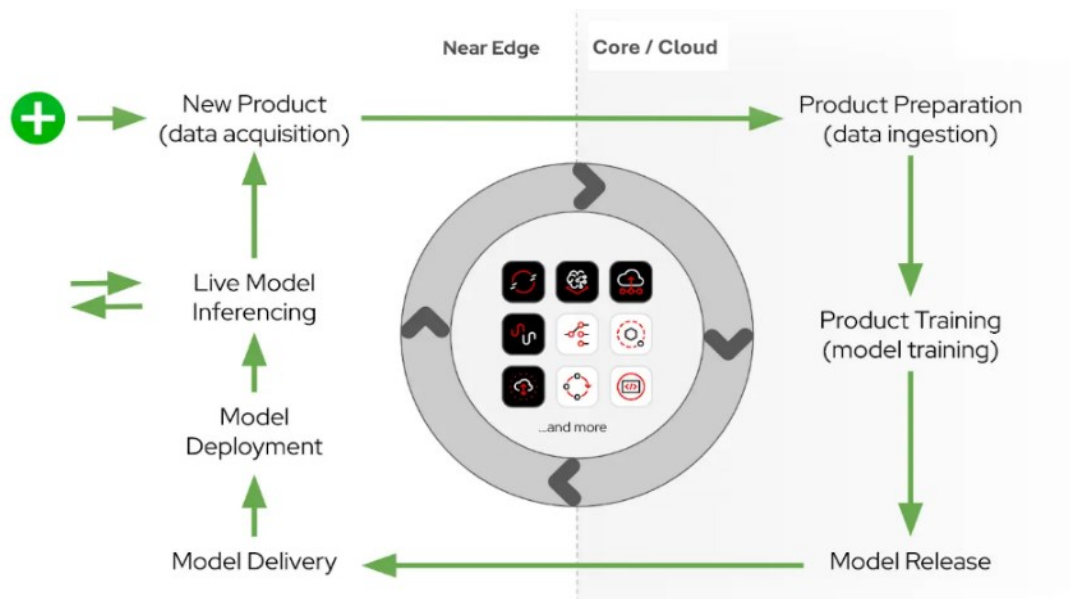 Near Edge
Core / Cloud
New Product
(data acquisition)
Product Preparation
(data ingestion)
Live Model
Inferencing
Product Training
(model training)
Model
Deployment
...and more
Model Delivery
Model Release